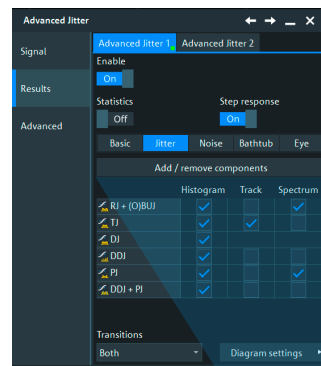 Advanced Jitter
Signal
Results
Advanced
Advanced Jitter 1 Advanced Jitter 2
Enable
On
Statistics Step response
Off On
Basic Jitter Noise Bathtub Eye
Add / remove components
Histogram Track Spectrum
RJ + (O)BUJ
TJ
DJ
DDJ
PJ
DDJ + PJ
Transitions
Both Diagram settings